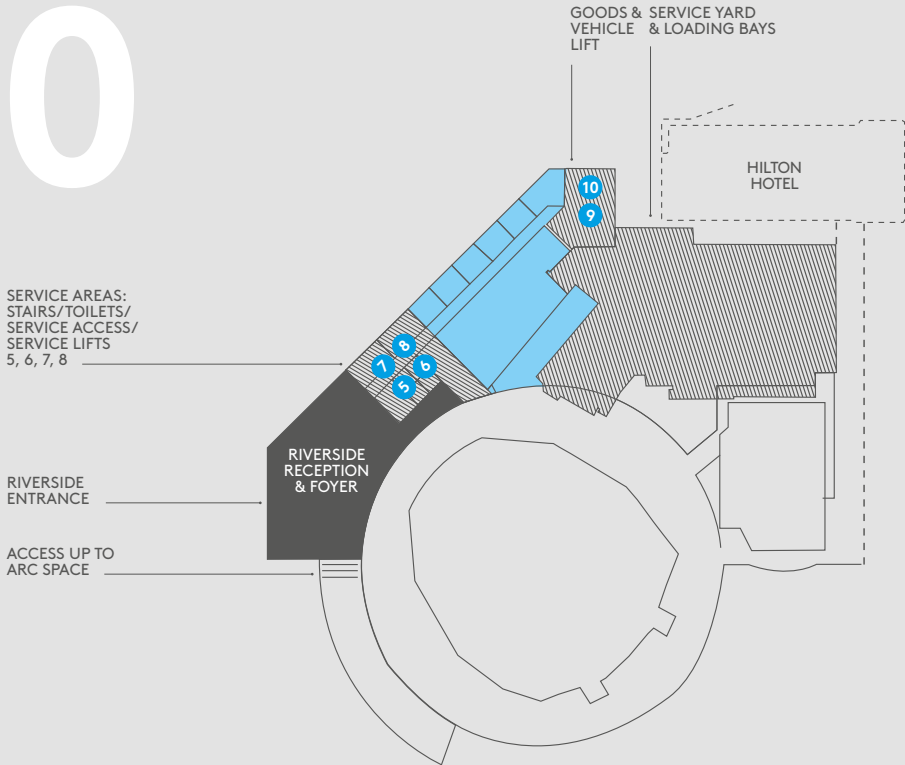 0
GOODS &
VEHICLE
LIFT
SERVICE YARD
& LOADING BAYS
HILTON
HOTEL
10
9
SERVICE AREAS:
STAIRS/TOILETS/
SERVICE ACCESS/
SERVICE LIFTS
5, 6, 7, 8
8
7
6
5
RIVERSIDE
RECEPTION
& FOYER
RIVERSIDE
ENTRANCE
ACCESS UP TO
ARC SPACE